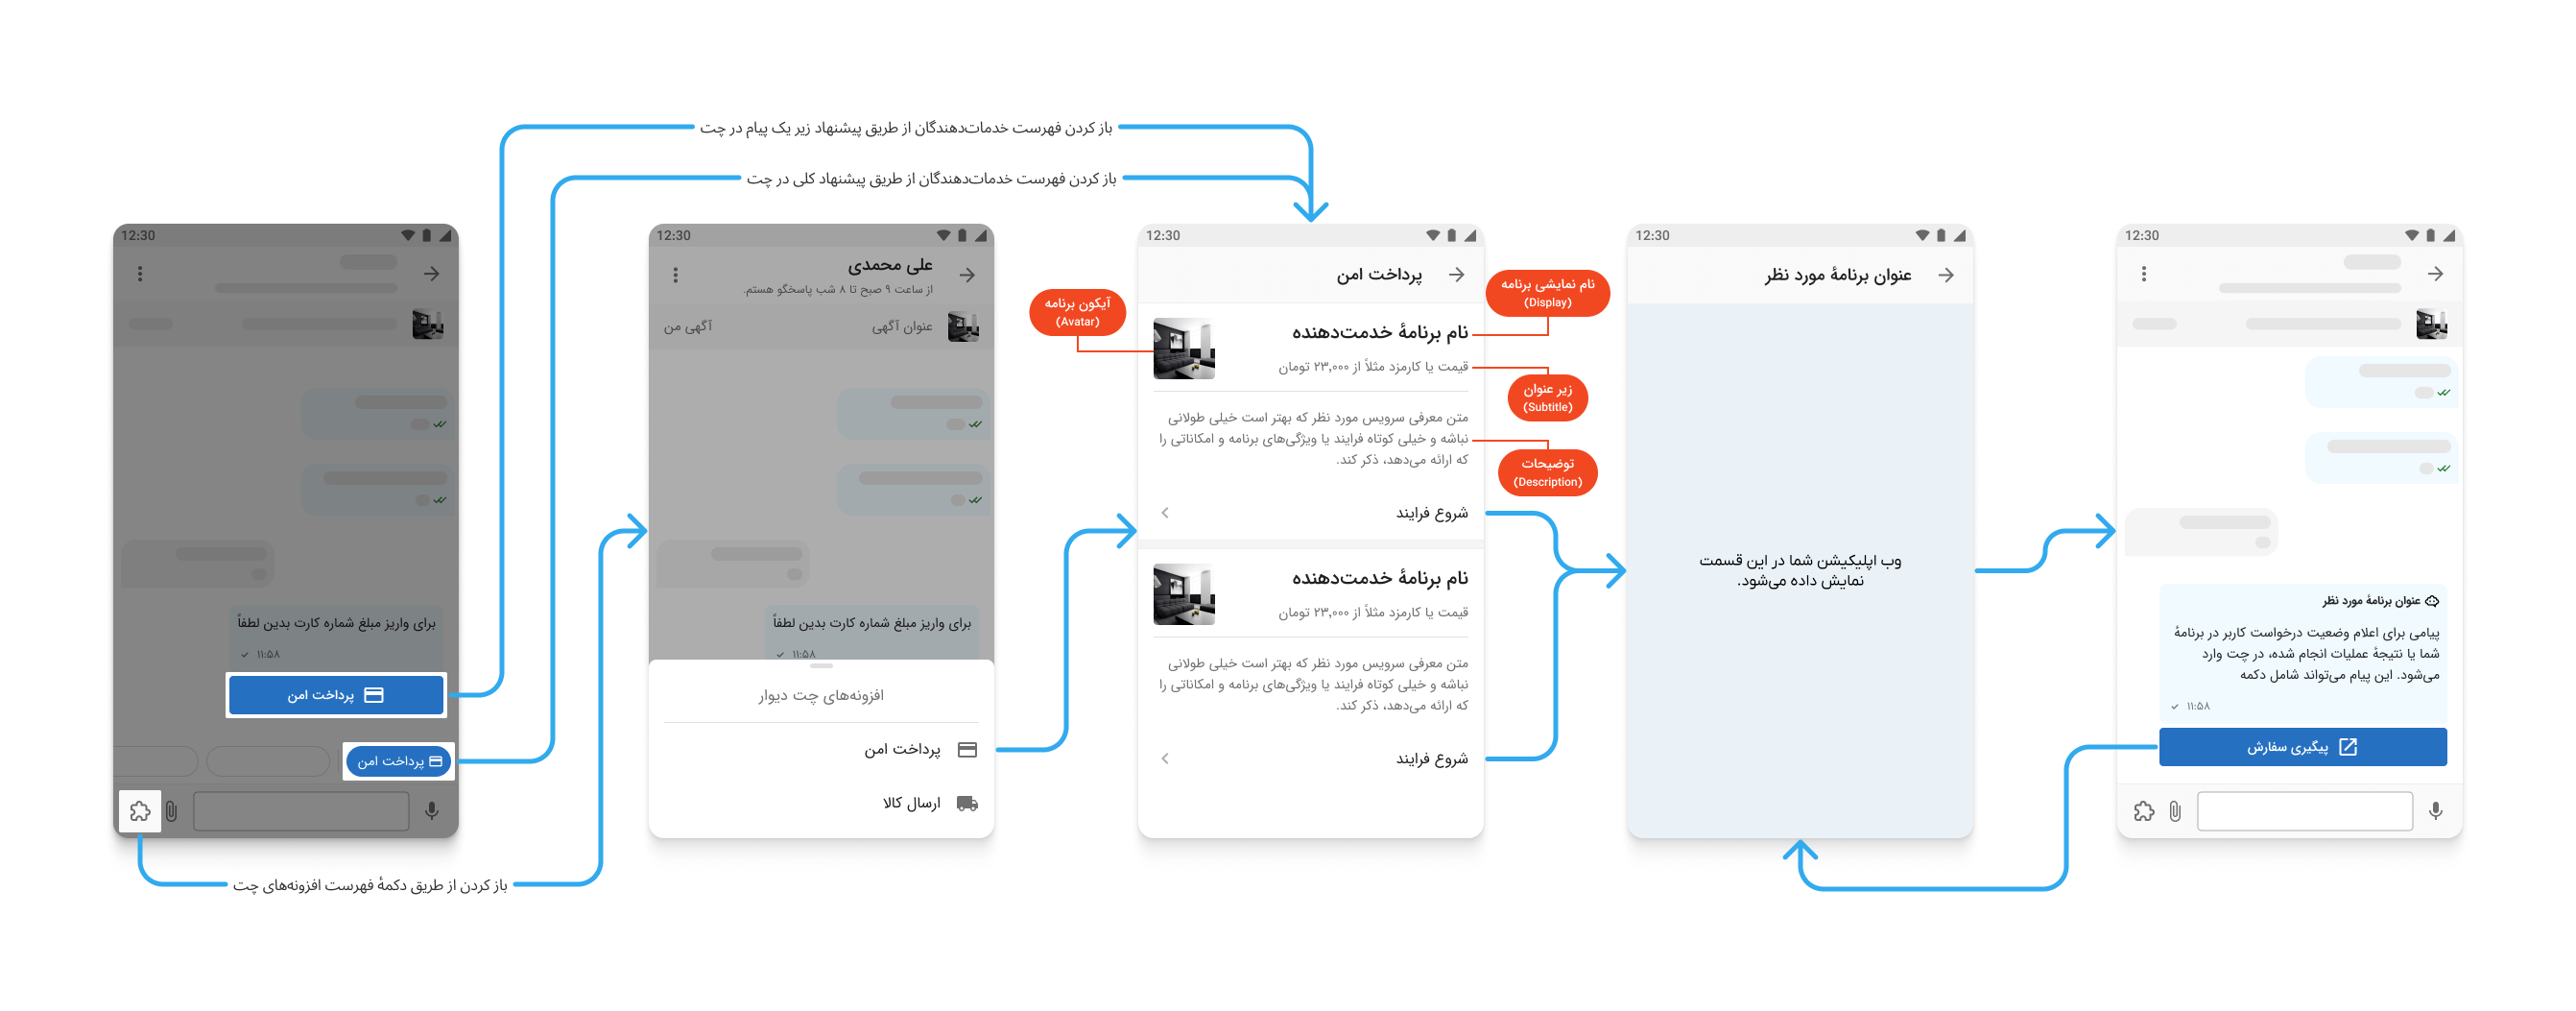 باز کردن فهرست خدمات‌دهندگان از طریق پیشنهاد زیر یک پیام در چت
باز کردن فهرست خدمات‌دهندگان از طریق پیشنهاد کلی در چت
12:30
برای واریز مبلغ شماره کارت بدین لطفاً
۱۱:۵۸
پرداخت امن
پرداخت امن
باز کردن از طریق دکمهٔ فهرست افزونه‌های چت
12:30
علی محمدی
از ساعت ۹ صبح تا ۸ شب پاسخگو هستم.
عنوان آگهی
آگهی من
برای واریز مبلغ شماره کارت بدین لطفاً
۱۱:۵۸
افزونه‌های چت دیوار
پرداخت امن
ارسال کالا
12:30
پرداخت امن
آیکون برنامه
(Avatar)
نام نمایشی برنامه
(Display)
نام برنامهٔ خدمت‌دهنده
قیمت یا کارمزد مثلاً از ۲۳,۰۰۰ تومان
زیر عنوان
(Subtitle)
متن معرفی سرویس مورد نظر که بهتر است خیلی طولانی
نباشه و خیلی کوتاه فرایند یا ویژگی‌های برنامه و امکاناتی را
که ارائه می‌دهد، ذکر کند.
توضیحات
(Description)
شروع فرایند
نام برنامهٔ خدمت‌دهنده
قیمت یا کارمزد مثلاً از ۲۳,۰۰۰ تومان
متن معرفی سرویس مورد نظر که بهتر است خیلی طولانی
نباشه و خیلی کوتاه فرایند یا ویژگی‌های برنامه و امکاناتی را
که ارائه می‌دهد، ذکر کند.
شروع فرایند
12:30
عنوان برنامهٔ مورد نظر
وب اپلیکیشن شما در این قسمت
نمایش داده می‌شود.
12:30
عنوان برنامهٔ مورد نظر
پیامی برای اعلام وضعیت درخواست کاربر در برنامهٔ
شما یا نتیجهٔ عملیات انجام شده، در چت وارد
می‌شود. این پیام می‌تواند شامل دکمه
۱۱:۵۸
پیگیری سفارش